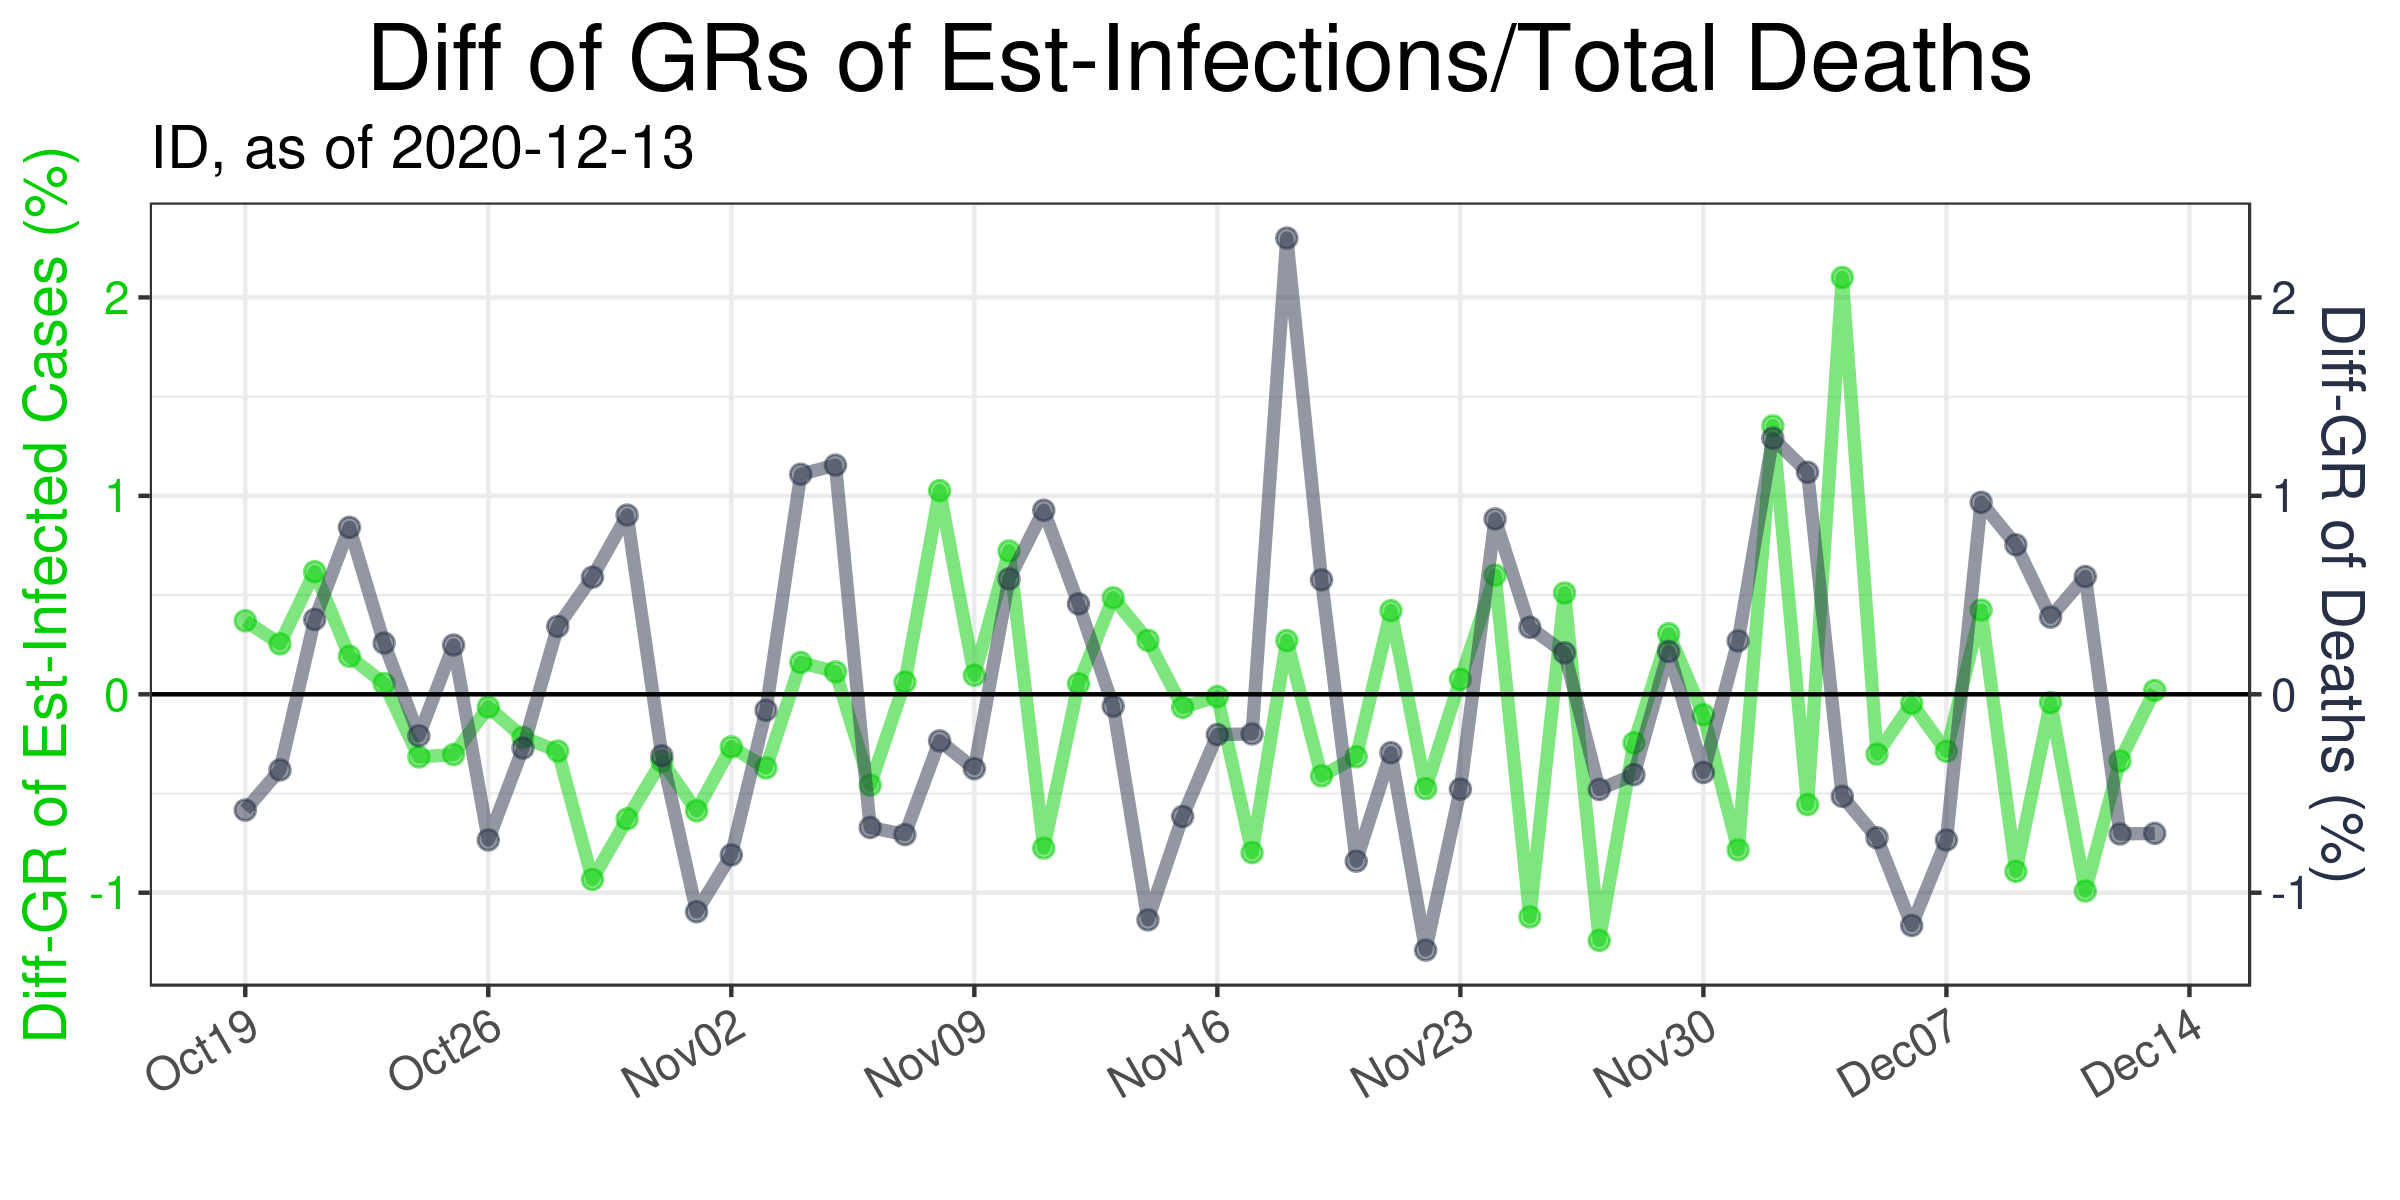 Diff of GRs of Est-Infections/Total Deaths
ID, as of 2020-12-13
Diff-GR of Est-Infected Cases (%)
2
1
0
-1
2
1
0
-1
Diff-GR of Deaths (%)
Oct19
Oct26
Nov02
Nov09
Nov16
Nov23
Nov30
Dec07
Dec14